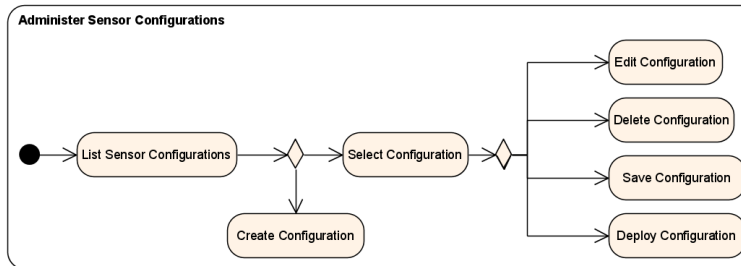 Administer Sensor Configurations
Edit Configuration
Delete Configuration
List Sensor Configurations
Select Configuration
Save Configuration
Create Configuration
Deploy Configuration